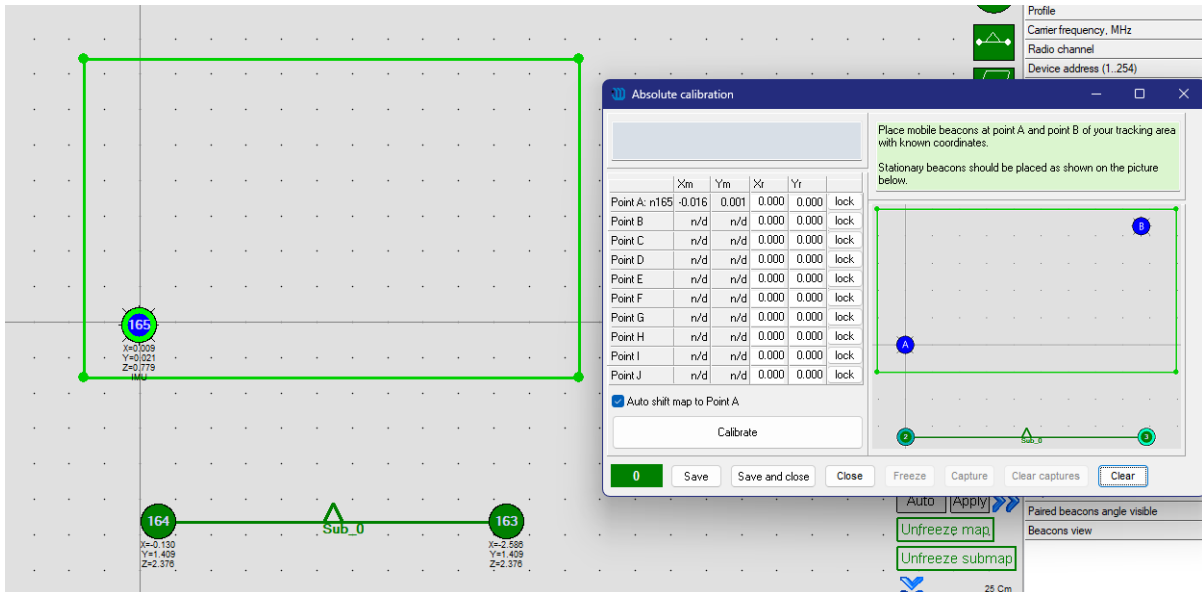 Profile
Carrier frequency, MHz
Radio channel
Device address (1..254)
165
X=0.009
Y=0.021
Z=0.779
IMU
164
X=-0.130
Y=1.409
Z=2.376
Sub_0
163
X=-2.586
Y=1.409
Z=2.376
Absolute calibration
Xm Ym Xr Yr
Point A: n165 -0.016 0.001 0.000 0.000 lock
Point B n/d n/d 0.000 0.000 lock
Point C n/d n/d 0.000 0.000 lock
Point D n/d n/d 0.000 0.000 lock
Point E n/d n/d 0.000 0.000 lock
Point F n/d n/d 0.000 0.000 lock
Point G n/d n/d 0.000 0.000 lock
Point H n/d n/d 0.000 0.000 lock
Point I n/d n/d 0.000 0.000 lock
Point J n/d n/d 0.000 0.000 lock
Auto shift map to Point A
Calibrate
Place mobile beacons at point A and point B of your tracking area
with known coordinates.
Stationary beacons should be placed as shown on the picture
below.
B
A
2
Sub_0
3
0 Save Save and close Close Freeze Capture Clear captures Clear
Auto Apply
Unfreeze map
Unfreeze submap
25 Cm
Paired beacons angle visible
Beacons view